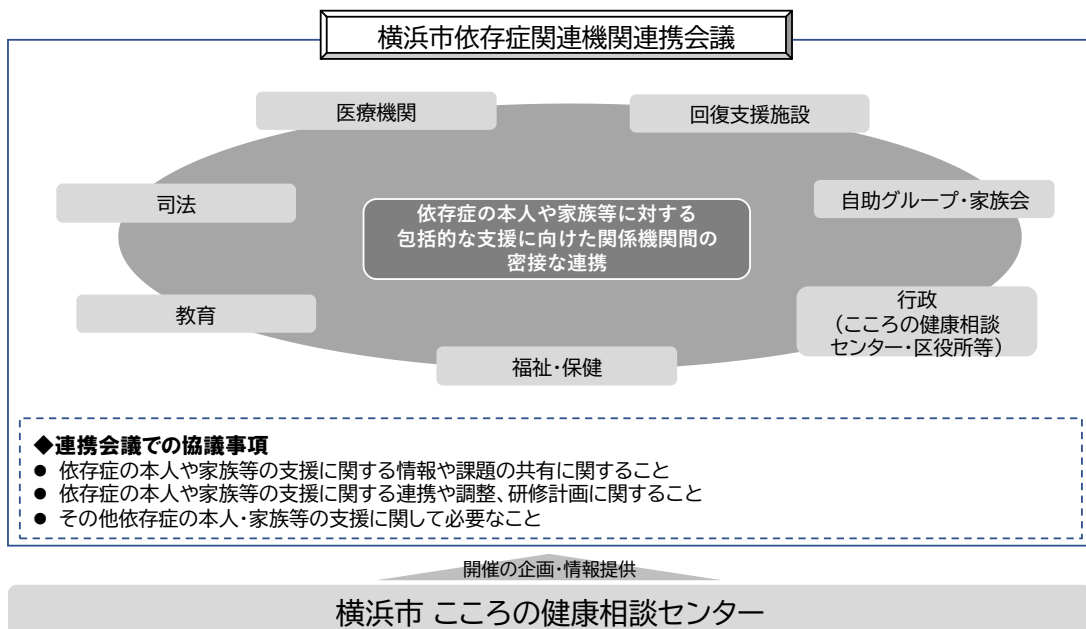 横浜市依存症関連機関連携会議
医療機関
回復支援施設
司法
自助グループ・家族会
依存症の本人や家族等に対する
包括的な支援に向けた関係機関間の
密接な連携
教育
行政
（こころの健康相談
センター・区役所等）
福祉・保健
◆連携会議での協議事項
● 依存症の本人や家族等の支援に関する情報や課題の共有に関すること
● 依存症の本人や家族等の支援に関する連携や調整、研修計画に関すること
● その他依存症の本人・家族等の支援に関して必要なこと
開催の企画・情報提供
横浜市 こころの健康相談センター